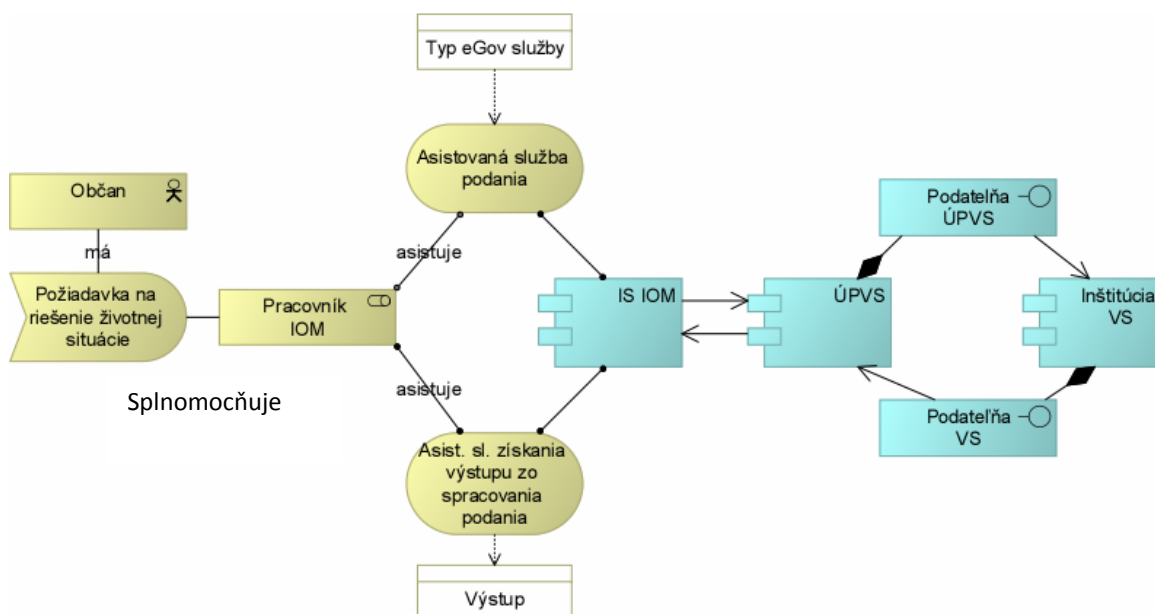 Typ eGov služby
Asistovaná služba
podania
Občan
má
Požiadavka na
riešenie životnej
situácie
Pracovník
IOM
asistuje
asistuje
Splnomocňuje
IS IOM
ÚPVS
Podatelňa
ÚPVS
Inštitúcia
VS
Podateľňa
VS
Asist. sl. získania
výstupu zo
spracovania
podania
Výstup